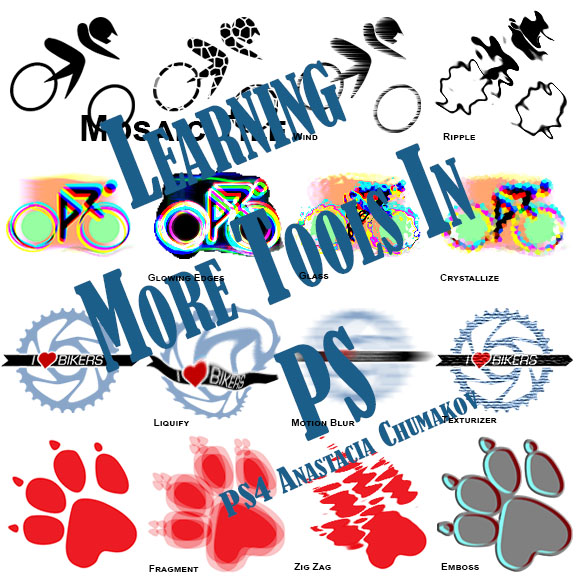 Mosaic Tile
Wind
Ripple
Learning
More Tools In
PS
PS4 Anastacia Chumakov
Glowing Edges
Glass
Crystallize
I BIKERS
I BIKERS
I BIKERS
Liquify
Motion Blur
Texturizer
Fragment
Zig Zag
Emboss